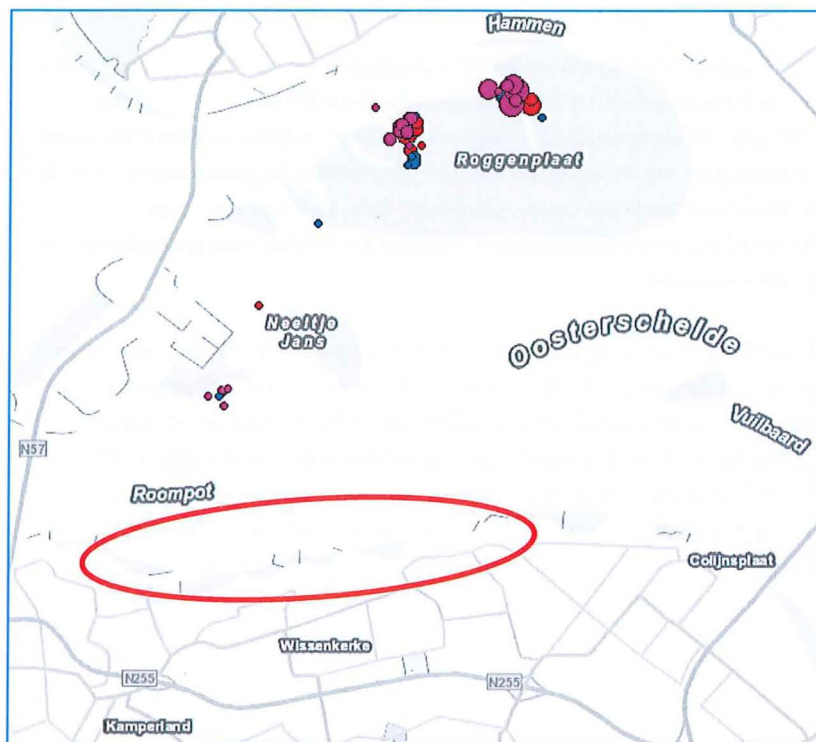 Hammen
Roggenplaat
Neeltje
Jans
Oosterschelde
Vuilbaard
N57
Roompot
Colijnsplaat
Wissenkerke
N255
N255
Kamperland